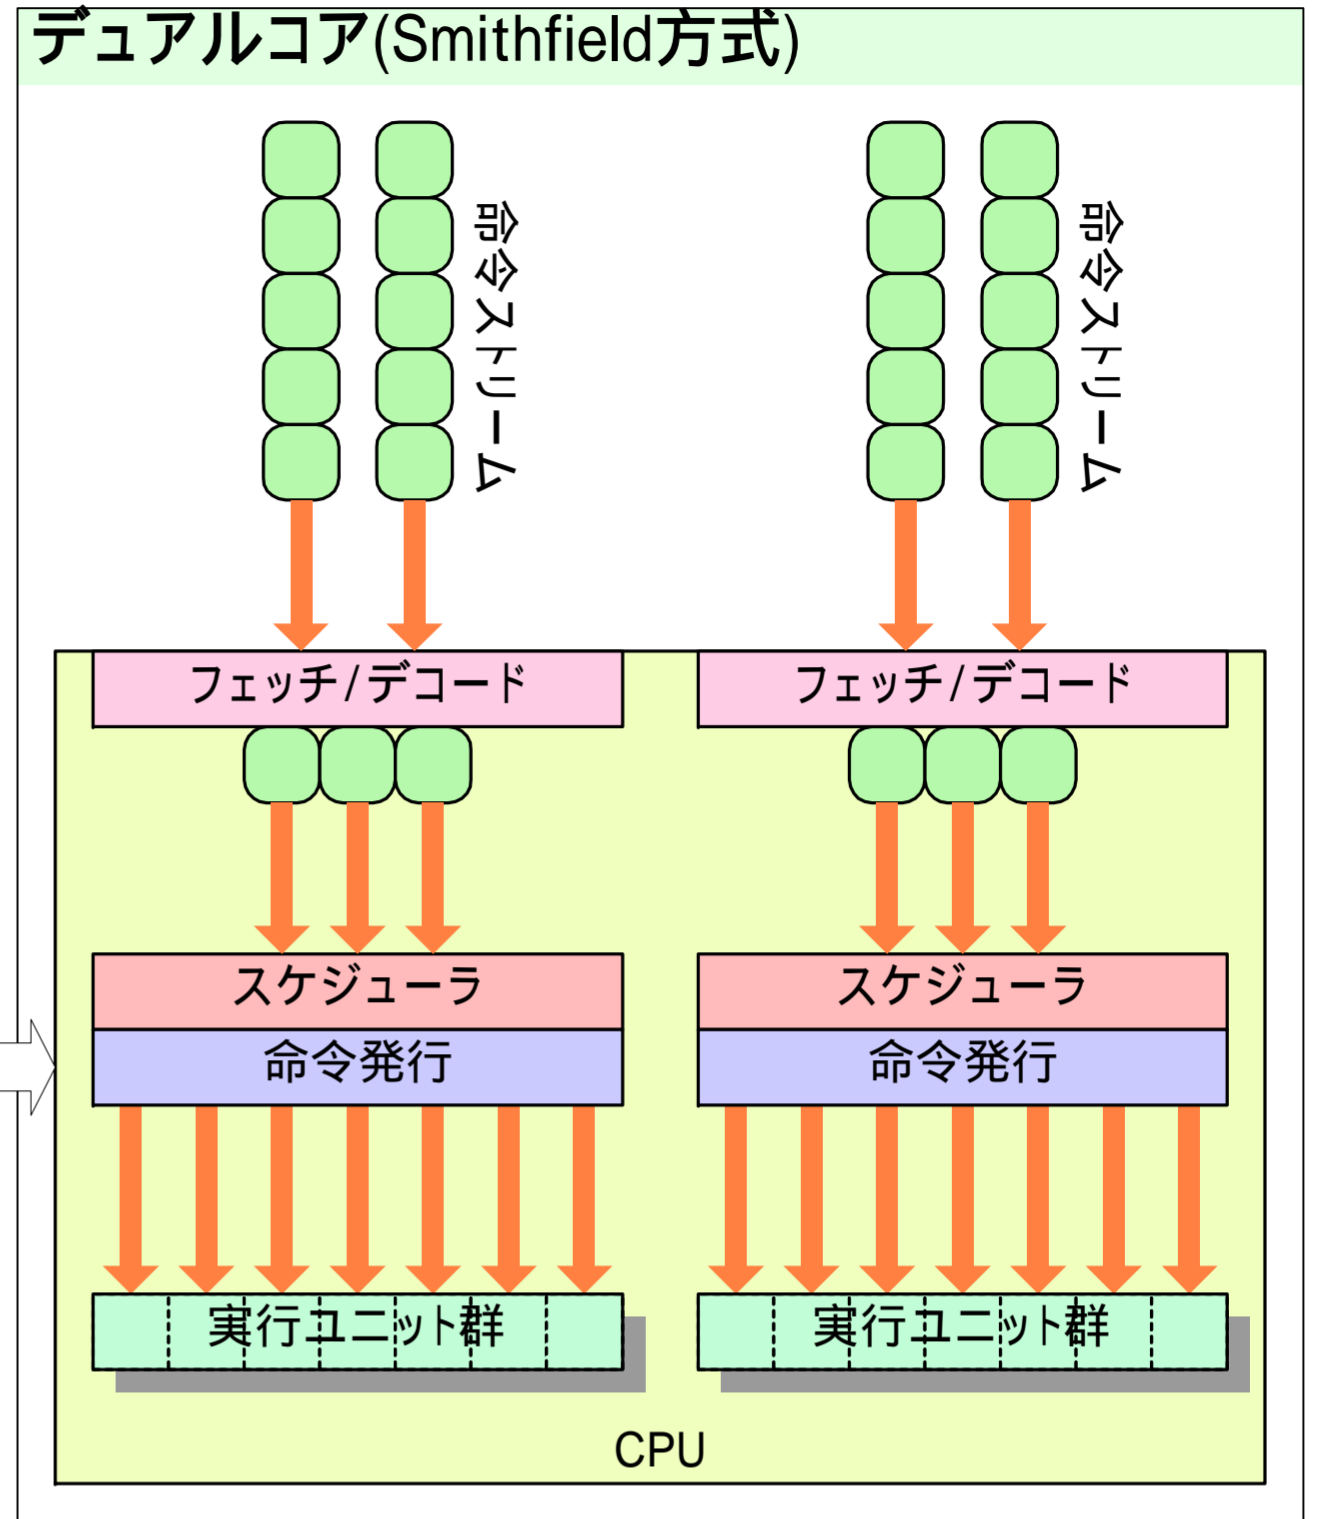 デュアルコア(Smithfield方式)
命令ストリーム
命令ストリーム
フェッチ/デコード
フェッチ/デコード
スケジューラ
スケジューラ
命令発行
命令発行
実行ユニット群
実行ユニット群
CPU